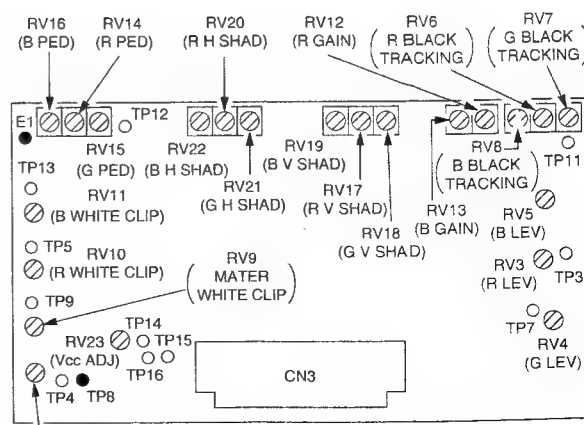 RV16
(B PED)
RV14
(R PED)
RV20
(R H SHAD)
RV12
(R GAIN)
RV6
(R BLACK
TRACKING)
RV7
(G BLACK
TRACKING)
E1
TP12
RV15
(G PED)
RV22
(B H SHAD)
RV21
(G H SHAD)
RV19
(B V SHAD)
RV17
(R V SHAD)
RV18
(G V SHAD)
RV13
(B GAIN)
RV8
(B BLACK
TRACKING)
TP11
TP13
RV11
(B WHITE CLIP)
RV5
(B LEV)
TP5
RV10
(R WHITE CLIP)
RV9
(MATER
WHITE CLIP)
RV3
(R LEV)
TP3
TP9
RV23
(Vcc ADJ)
TP14
TP15
TP16
TP7
RV4
(G LEV)
CN3
TP4
TP8